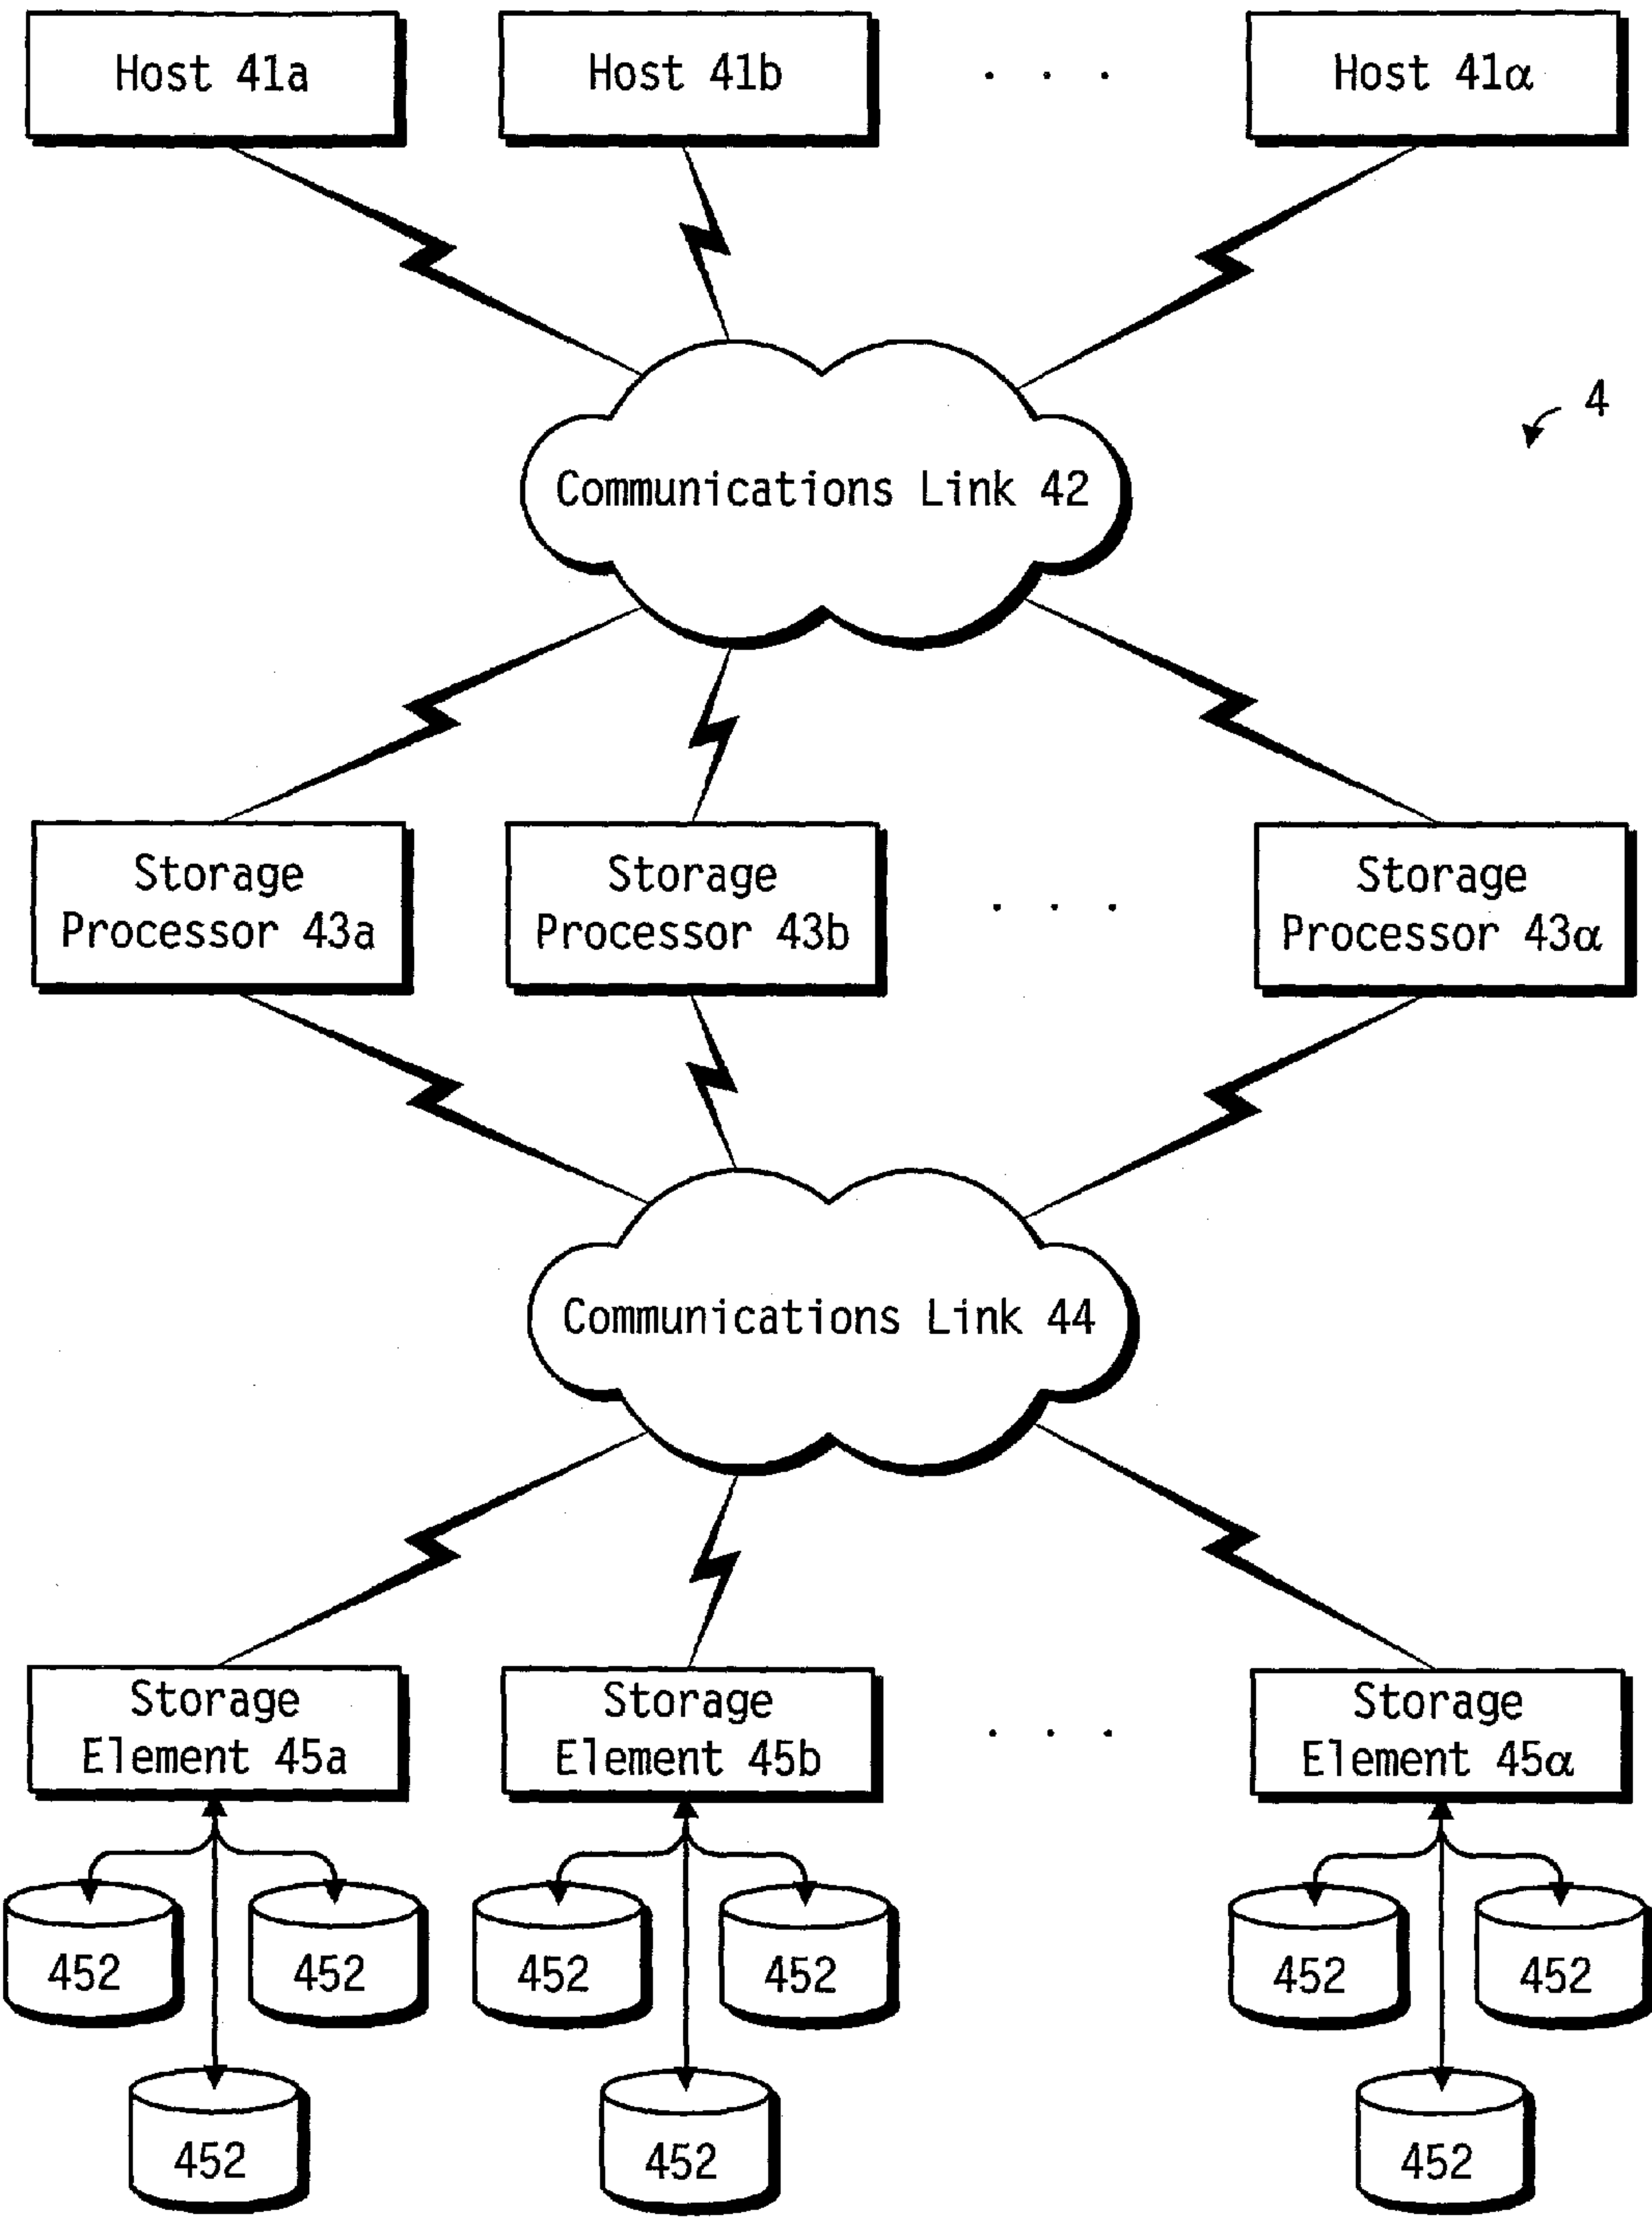 Host 41a
Host 41b
. . .
Host 41α
4
Communications Link 42
Storage
Processor 43a
Storage
Processor 43b
. . .
Storage
Processor 43α
Communications Link 44
Storage
Element 45a
Storage
Element 45b
. . .
Storage
Element 45α
452
452
452
452
452
452
452
452
452